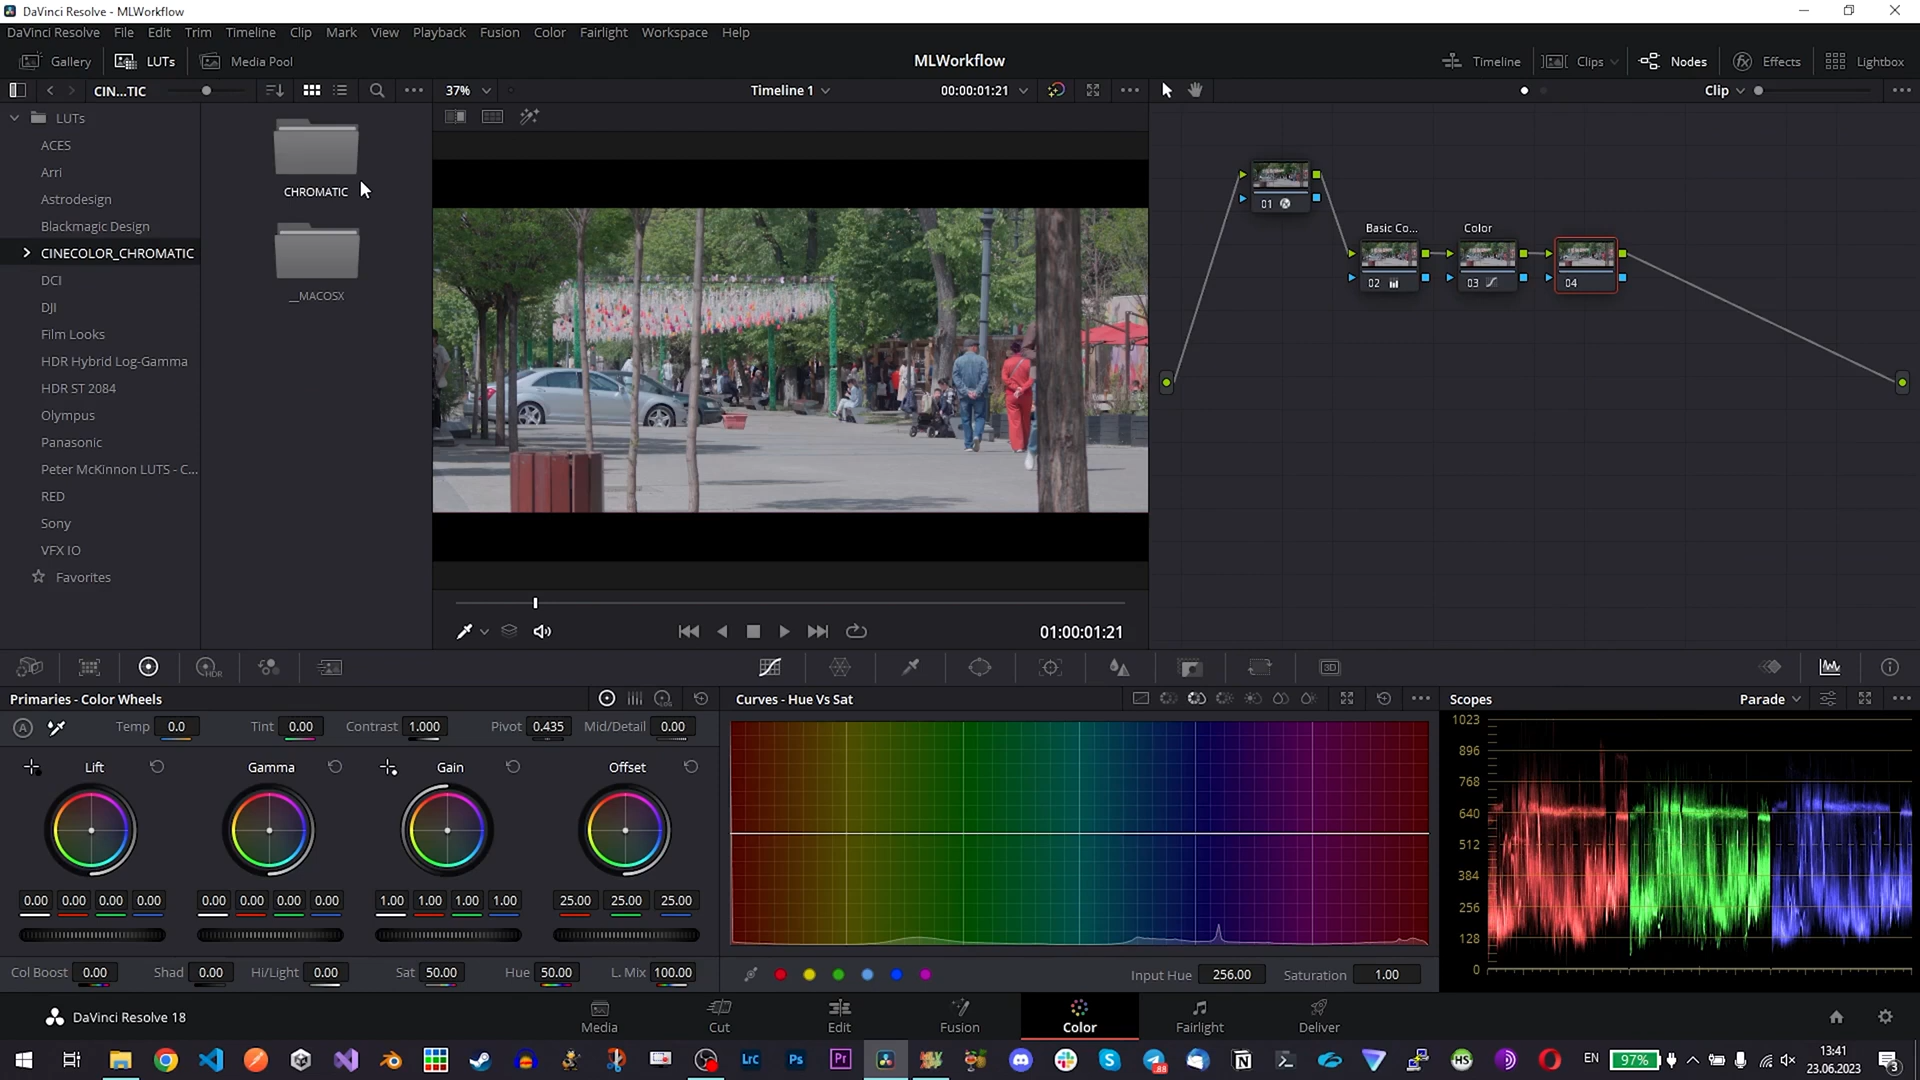 DaVinci Resolve - MLWorkflow
DaVinci Resolve File Edit Trim Timeline Clip Mark View Playback Fusion Color Fairlight Workspace Help
Gallery LUTs Media Pool MLWorkflow Timeline Clips Nodes Effects Lightbox
CIN...TIC 37% Timeline 1 00:00:01:21 Clip
LUTs
ACES
Arri
Astrodesign
Blackmagic Design
CINECOLOR_CHROMATIC
DCI
DJI
Film Looks
HDR Hybrid Log-Gamma
HDR ST 2084
Olympus
Panasonic
Peter McKinnon LUTS - C...
RED
Sony
VFX IO
Favorites
CHROMATIC
__MACOSX
01
Basic Co... Color
02 03 04
01:00:01:21
HDR 3D
Primaries - Color Wheels
A Temp 0.0 Tint 0.00 Contrast 1.000 Pivot 0.435 Mid/Detail 0.00
Lift Gamma Gain Offset
0.00 0.00 0.00 0.00 0.00 0.00 0.00 0.00 1.00 1.00 1.00 1.00 25.00 25.00 25.00
Col Boost 0.00 Shad 0.00 Hi/Light 0.00 Sat 50.00 Hue 50.00 L. Mix 100.00
Curves - Hue Vs Sat
Input Hue 256.00 Saturation 1.00
Scopes Parade
1023
896
768
640
512
384
256
128
0
DaVinci Resolve 18 Media Cut Edit Fusion Color Fairlight Deliver
LrC Ps Pr 88 N HS EN 97% 13:41
23.06.2023 3